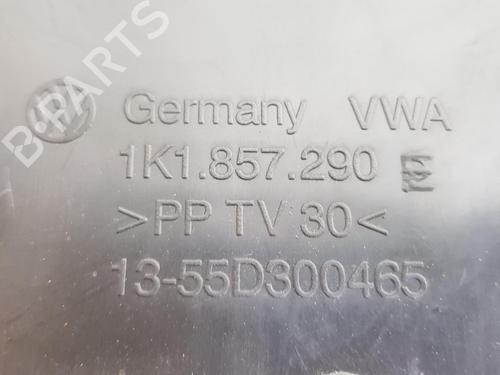 B PARTS
Germany VWA
1K1.857.290 E
>PP TV 30<
13-55D300465